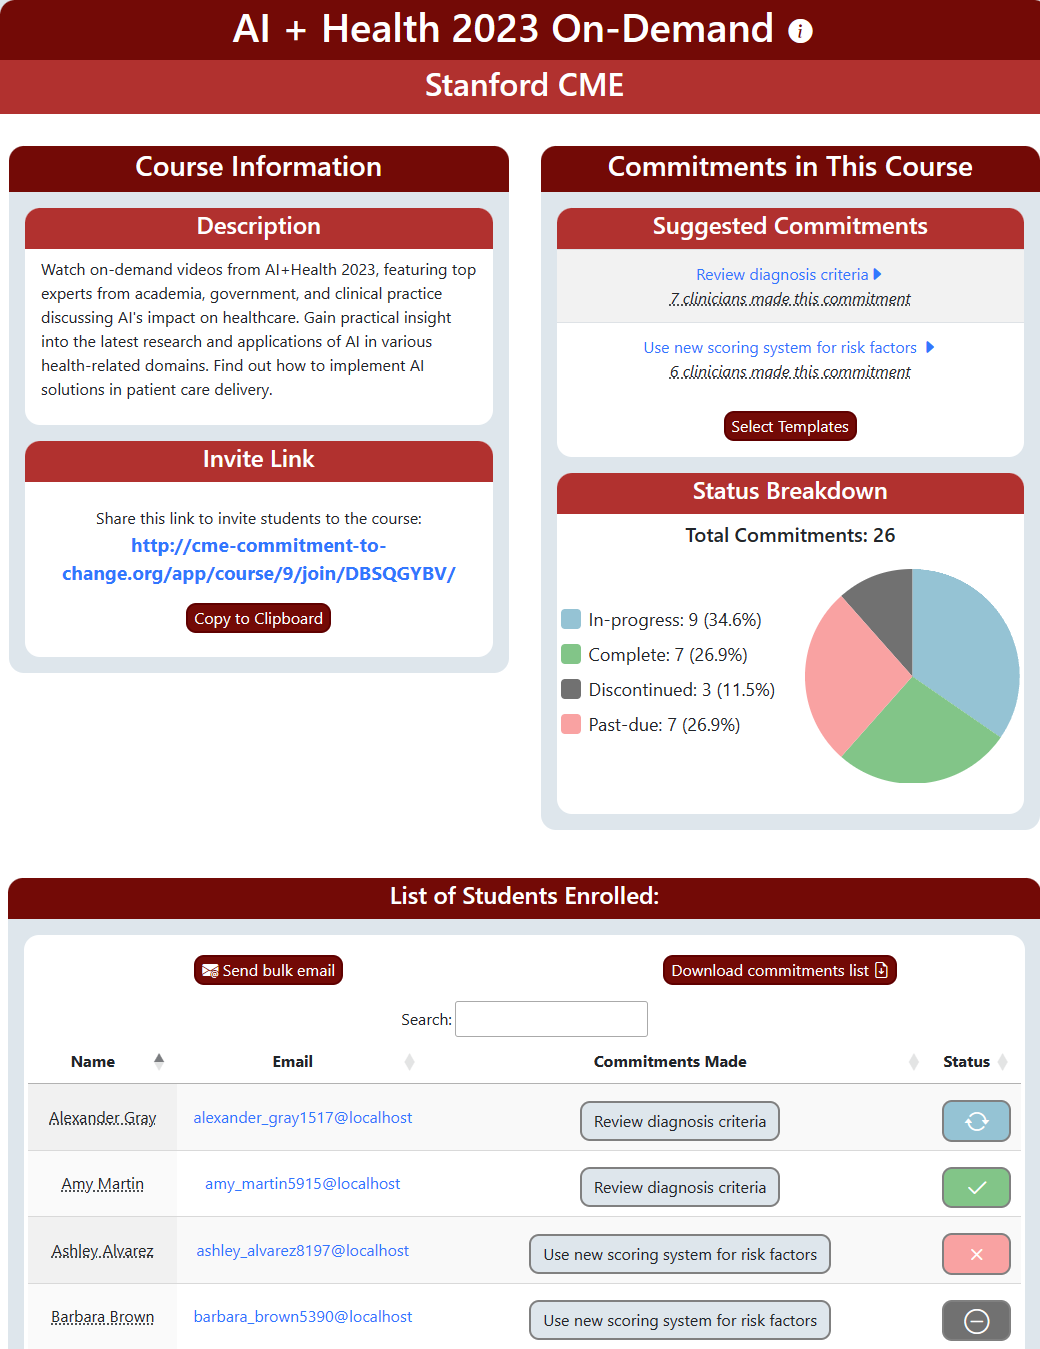 AI + Health 2023 On-Demand
Stanford CME
Course Information
Description
Watch on-demand videos from AI+Health 2023, featuring top
experts from academia, government, and clinical practice
discussing AI's impact on healthcare. Gain practical insight
into the latest research and applications of AI in various
health-related domains. Find out how to implement AI
solutions in patient care delivery.
Invite Link
Share this link to invite students to the course:
http://cme-commitment-to-
change.org/app/course/9/join/DBSQGYBV/
Copy to Clipboard
Commitments in This Course
Suggested Commitments
Review diagnosis criteria
7 clinicians made this commitment
Use new scoring system for risk factors
6 clinicians made this commitment
Select Templates
Status Breakdown
Total Commitments: 26
In-progress: 9 (34.6%)
Complete: 7 (26.9%)
Discontinued: 3 (11.5%)
Past-due: 7 (26.9%)
List of Students Enrolled:
Send bulk email
Download commitments list
Search:
Name Email Commitments Made Status
Alexander Gray alexander_gray1517@localhost Review diagnosis criteria
Amy Martin amy_martin5915@localhost Review diagnosis criteria
Ashley Alvarez ashley_alvarez8197@localhost Use new scoring system for risk factors
Barbara Brown barbara_brown5390@localhost Use new scoring system for risk factors